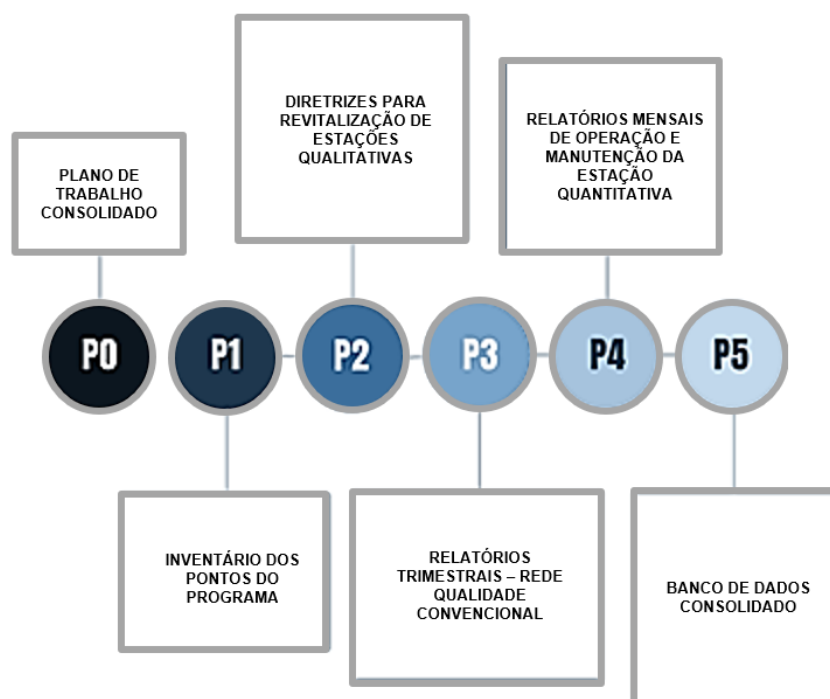 DIRETRIZES PARA
REVITALIZAÇÃO DE
ESTAÇÕES
QUALITATIVAS
RELATÓRIOS MENSAIS
DE OPERAÇÃO E
MANUTENÇÃO DA
ESTAÇÃO
QUANTITATIVA
PLANO DE
TRABALHO
CONSOLIDADO
P0
P1
P2
P3
P4
P5
INVENTÁRIO DOS
PONTOS DO
PROGRAMA
RELATÓRIOS
TRIMESTRAIS – REDE
QUALIDADE
CONVENCIONAL
BANCO DE DADOS
CONSOLIDADO